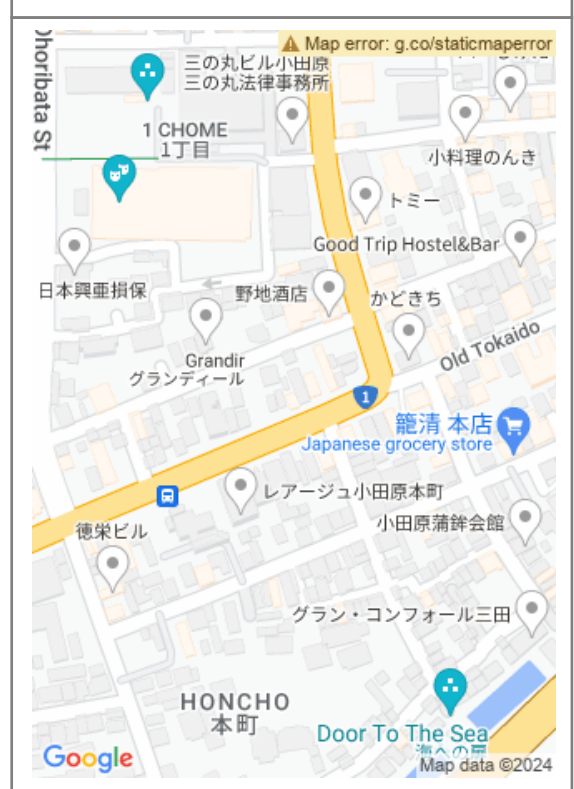 Ohoribata St
Map error: g.co/staticmaperror
三の丸ビル小田原
三の丸法律事務所
1 CHOME
1丁目
小料理のんき
トミー
Good Trip Hostel&Bar
日本興亜損保
野地酒店
かどきち
Old Tokaido
Grandir
グランディール
1
籠清 本店
Japanese grocery store
レアージュ小田原本町
小田原蒲鉾会館
徳栄ビル
グラン・コンフォール三田
HONCHO
本町
Door To The Sea
海への扉
Google
Map data ©2024